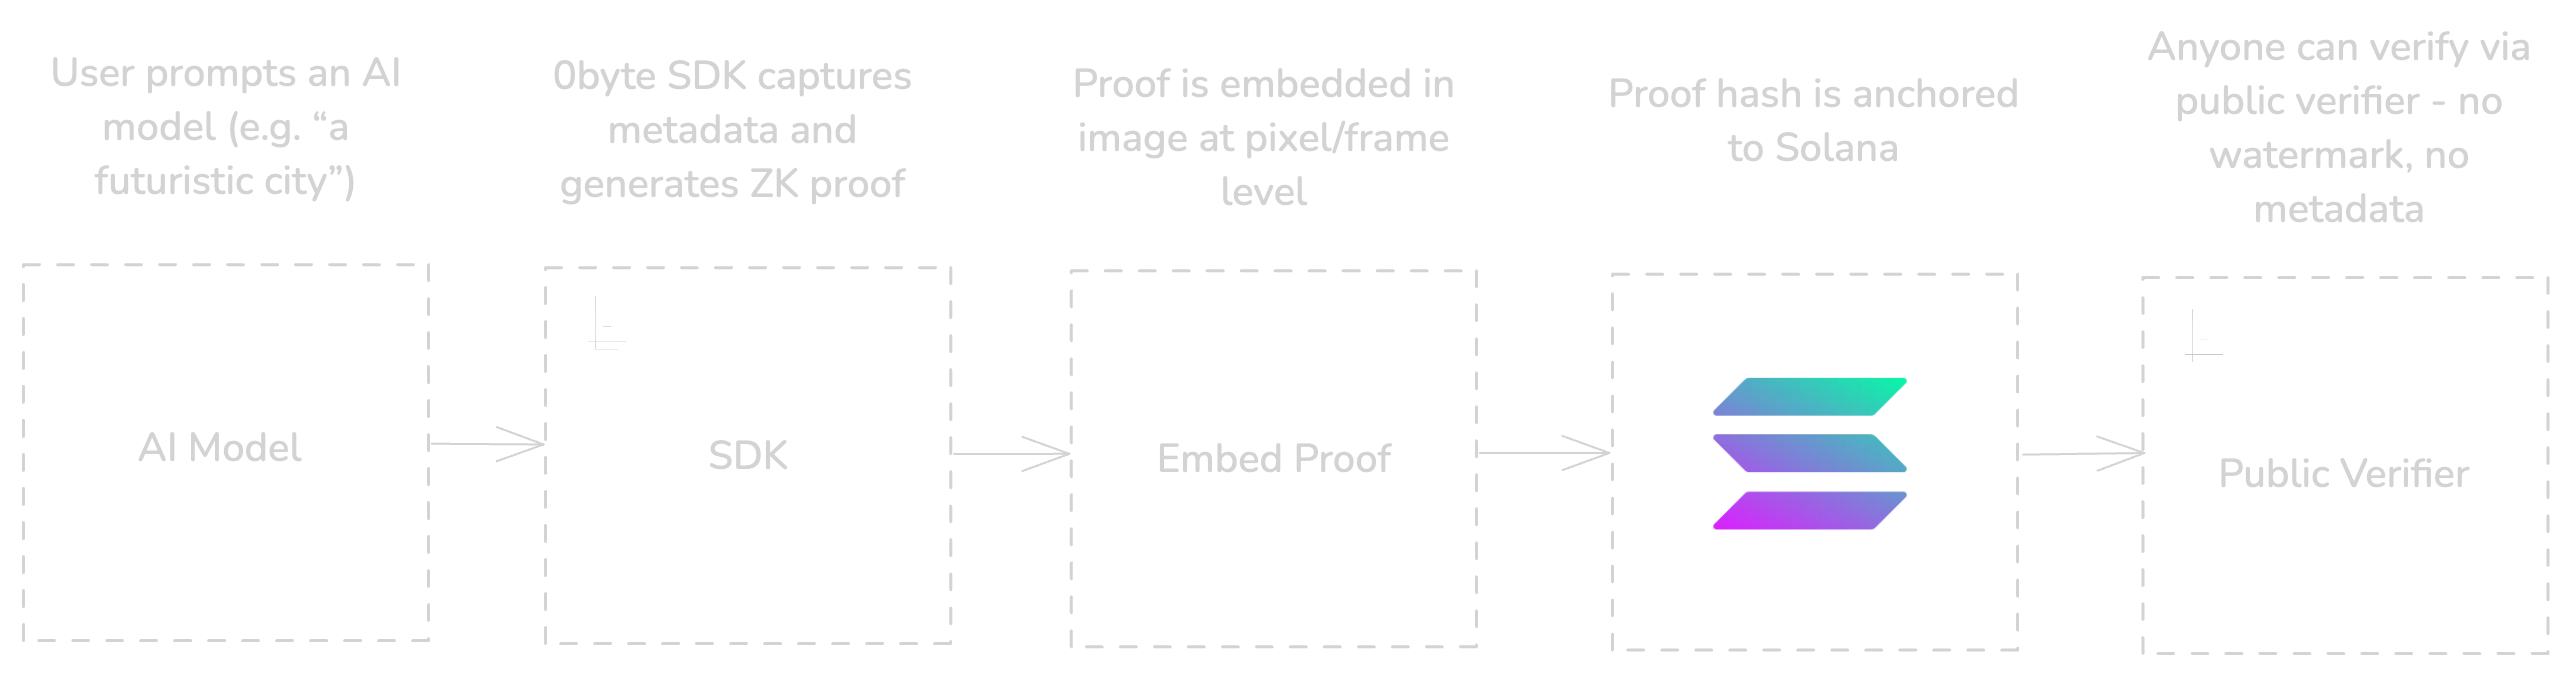 User prompts an AI
model (e.g. “a
futuristic city”)
0byte SDK captures
metadata and
generates ZK proof
Proof is embedded in
image at pixel/frame
level
Proof hash is anchored
to Solana
Anyone can verify via
public verifier - no
watermark, no
metadata
AI Model
SDK
Embed Proof
Public Verifier